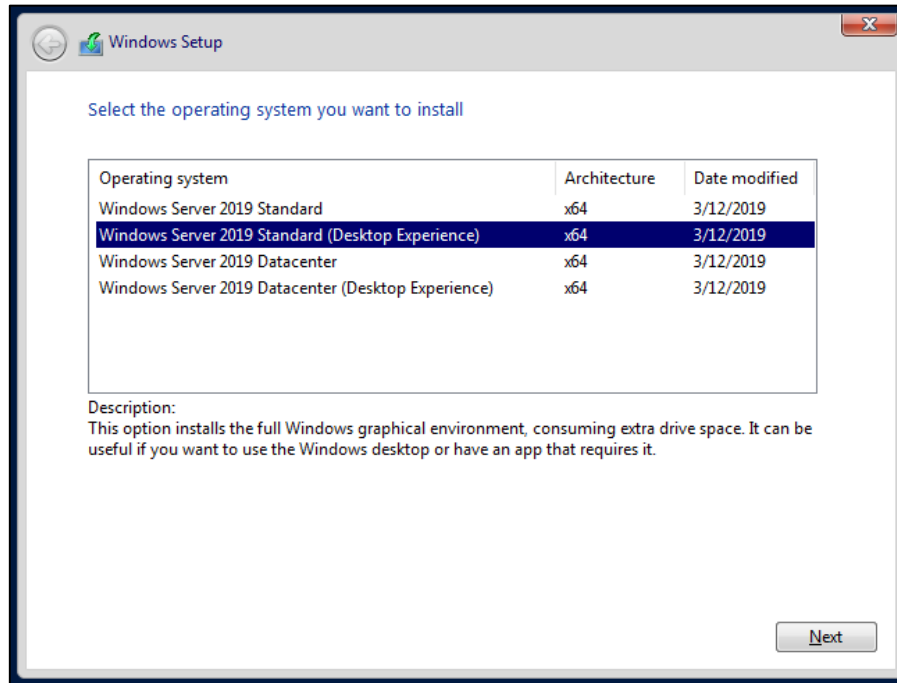 Windows Setup
Select the operating system you want to install
Operating system Architecture Date modified
Windows Server 2019 Standard x64 3/12/2019
Windows Server 2019 Standard (Desktop Experience) x64 3/12/2019
Windows Server 2019 Datacenter x64 3/12/2019
Windows Server 2019 Datacenter (Desktop Experience) x64 3/12/2019
Description:
This option installs the full Windows graphical environment, consuming extra drive space. It can be
useful if you want to use the Windows desktop or have an app that requires it.
Next